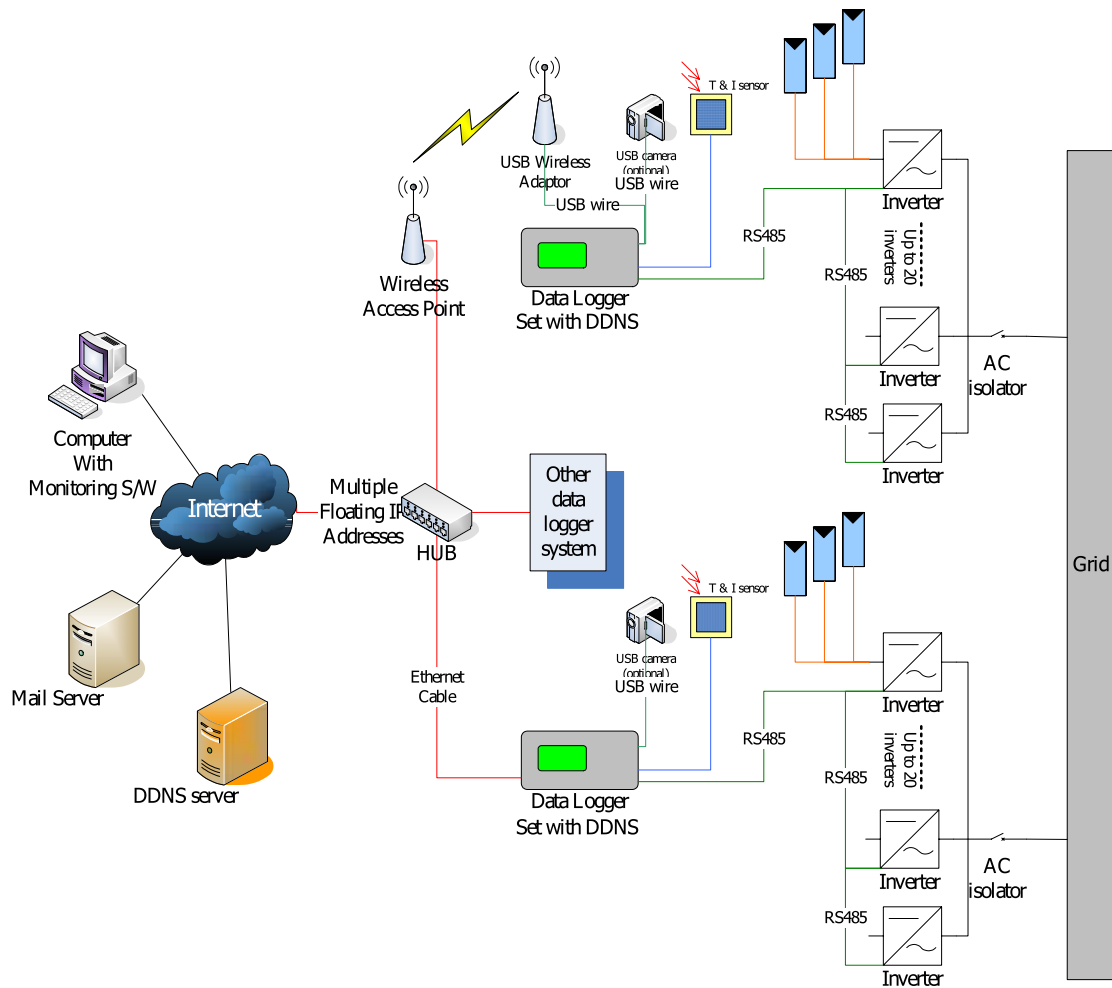 T & I sensor
USB Wireless
Adaptor
USB camera
(optional)
USB wire
USB wire
Inverter
RS485
Up to 20
inverters
RS485
Wireless
Access Point
Data Logger
Set with DDNS
Inverter
AC
isolator
RS485
Inverter
Computer
With
Monitoring S/W
Internet
Multiple
Floating IP
Addresses
HUB
Other
data
logger
system
Grid
T & I sensor
USB camera
(optional)
USB wire
Ethernet
Cable
Mail Server
Inverter
RS485
Up to 20
inverters
RS485
DDNS server
Data Logger
Set with DDNS
Inverter
AC
isolator
RS485
Inverter